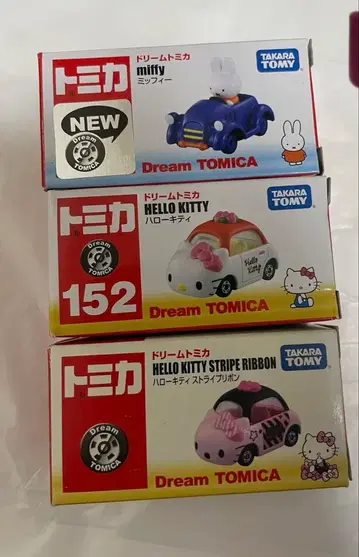 トミカ
NEW
Dream
TOMICA
ドリームトミカ
miffy
ミッフィー
TAKARA
TOMY
Dream TOMICA
トミカ
Dream
TOMICA
152
ドリームトミカ
HELLO KITTY
ハローキティ
TAKARA
TOMY
Hello
Kitty
Dream TOMICA
トミカ
Dream
TOMICA
ドリームトミカ
HELLO KITTY STRIPE RIBBON
ハローキティ ストライプリボン
TAKARA
TOMY
Dream TOMICA